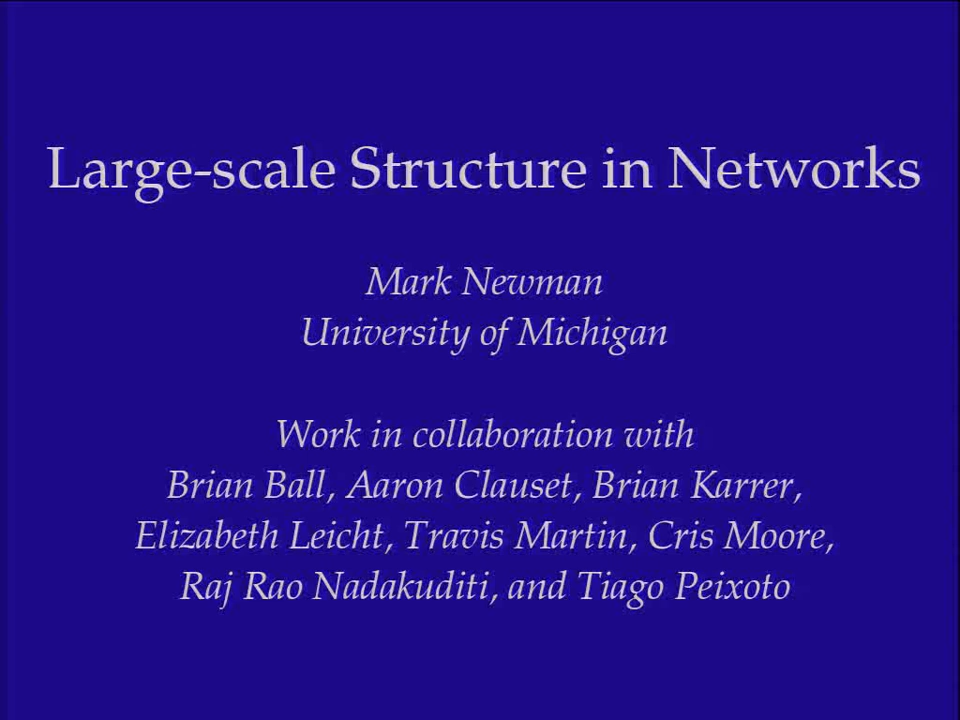 Large-scale Structure in Networks
Mark Newman
University of Michigan
Work in collaboration with
Brian Ball, Aaron Clauset, Brian Karrer,
Elizabeth Leicht, Travis Martin, Cris Moore,
Raj Rao Nadakuditi, and Tiago Peixoto